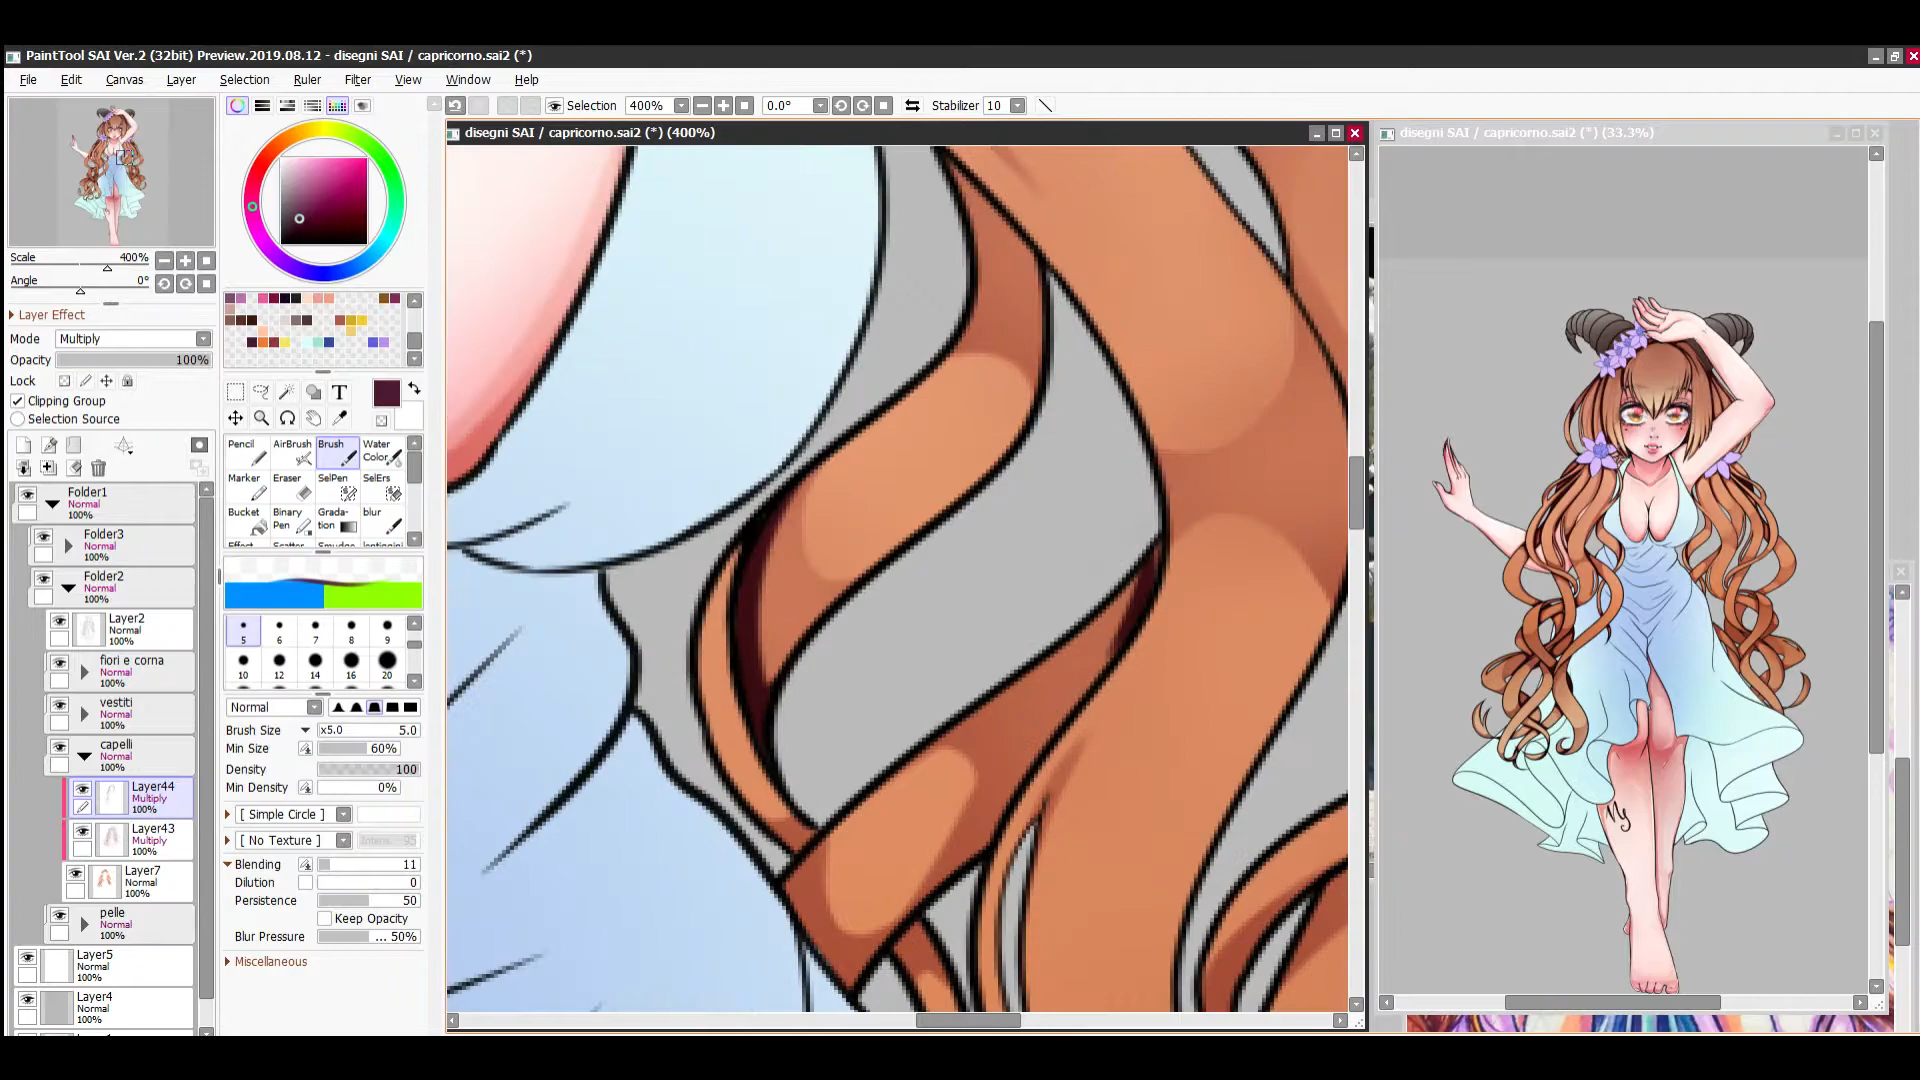 PaintTool SAI Ver.2 (32bit) Preview.2019.08.12 - disegni SAI / capricorno.sai2 (*)
File Edit Canvas Layer Selection Ruler Filter View Window Help
Selection 400% 0.0° Stabilizer 10
disegni SAI / capricorno.sai2 (*) (400%)
disegni SAI / capricorno.sai2 (*) (33.3%)
Scale 400%
Angle 0°
Layer Effect
Mode Multiply
Opacity 100%
Lock
Clipping Group
Selection Source
Folder1
Normal
100%
Folder3
Normal
100%
Folder2
Normal
100%
Layer2
Normal
100%
fiori e corna
Normal
100%
vestiti
Normal
100%
capelli
Normal
100%
Layer44
Multiply
100%
Layer43
Multiply
100%
Layer7
Normal
100%
pelle
Normal
100%
Layer5
Normal
100%
Layer4
Normal
100%
T
Pencil AirBrush Brush Water Color
Marker Eraser SelPen SelErs
Bucket Binary Pen Gradation blur
5 6 7 8 9
10 12 14 16 20
Normal
Brush Size x5.0 5.0
Min Size 60%
Density 100
Min Density 0%
[ Simple Circle ]
[ No Texture ] 95
Blending 11
Dilution 0
Persistence 50
Keep Opacity
Blur Pressure ... 50%
Miscellaneous